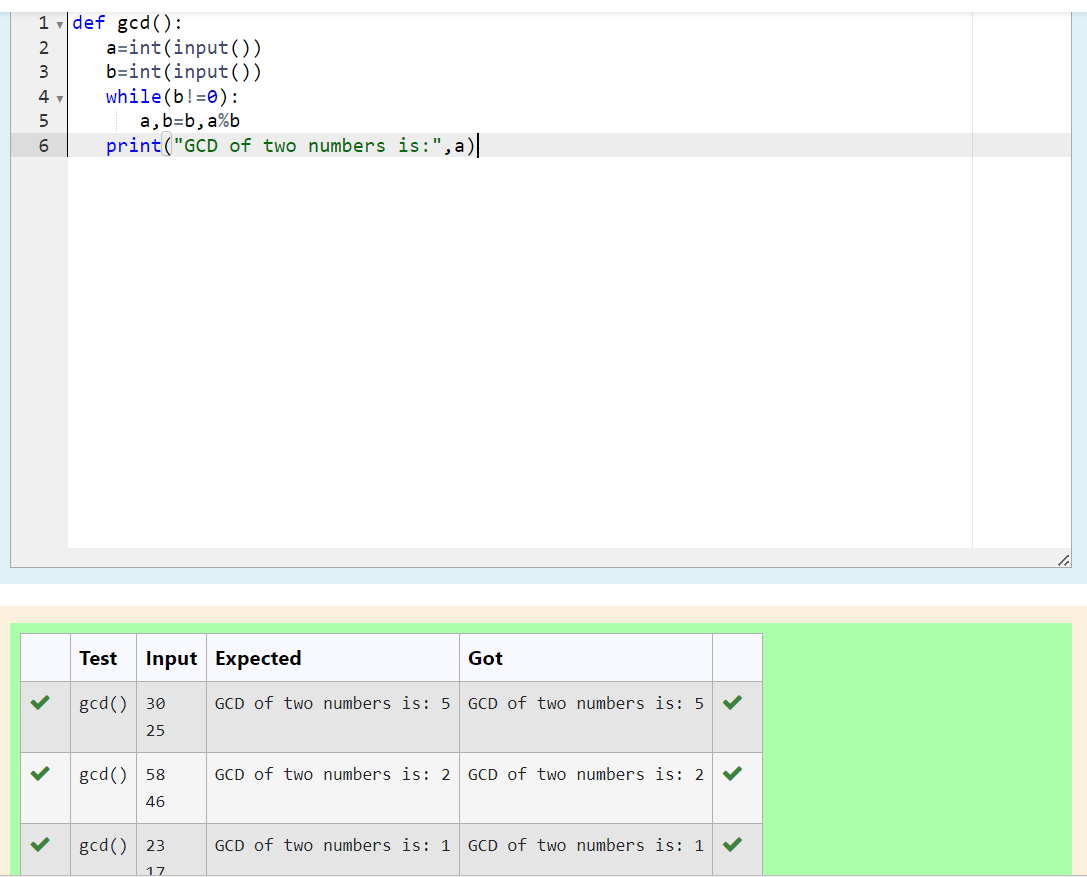 1 def gcd():
2    a=int(input())
3    b=int(input())
4    while(b!=0):
5       a,b=b,a%b
6    print("GCD of two numbers is:",a)
Test Input Expected Got
gcd() 30 GCD of two numbers is: 5 GCD of two numbers is: 5
25
gcd() 58 GCD of two numbers is: 2 GCD of two numbers is: 2
46
gcd() 23 GCD of two numbers is: 1 GCD of two numbers is: 1
17